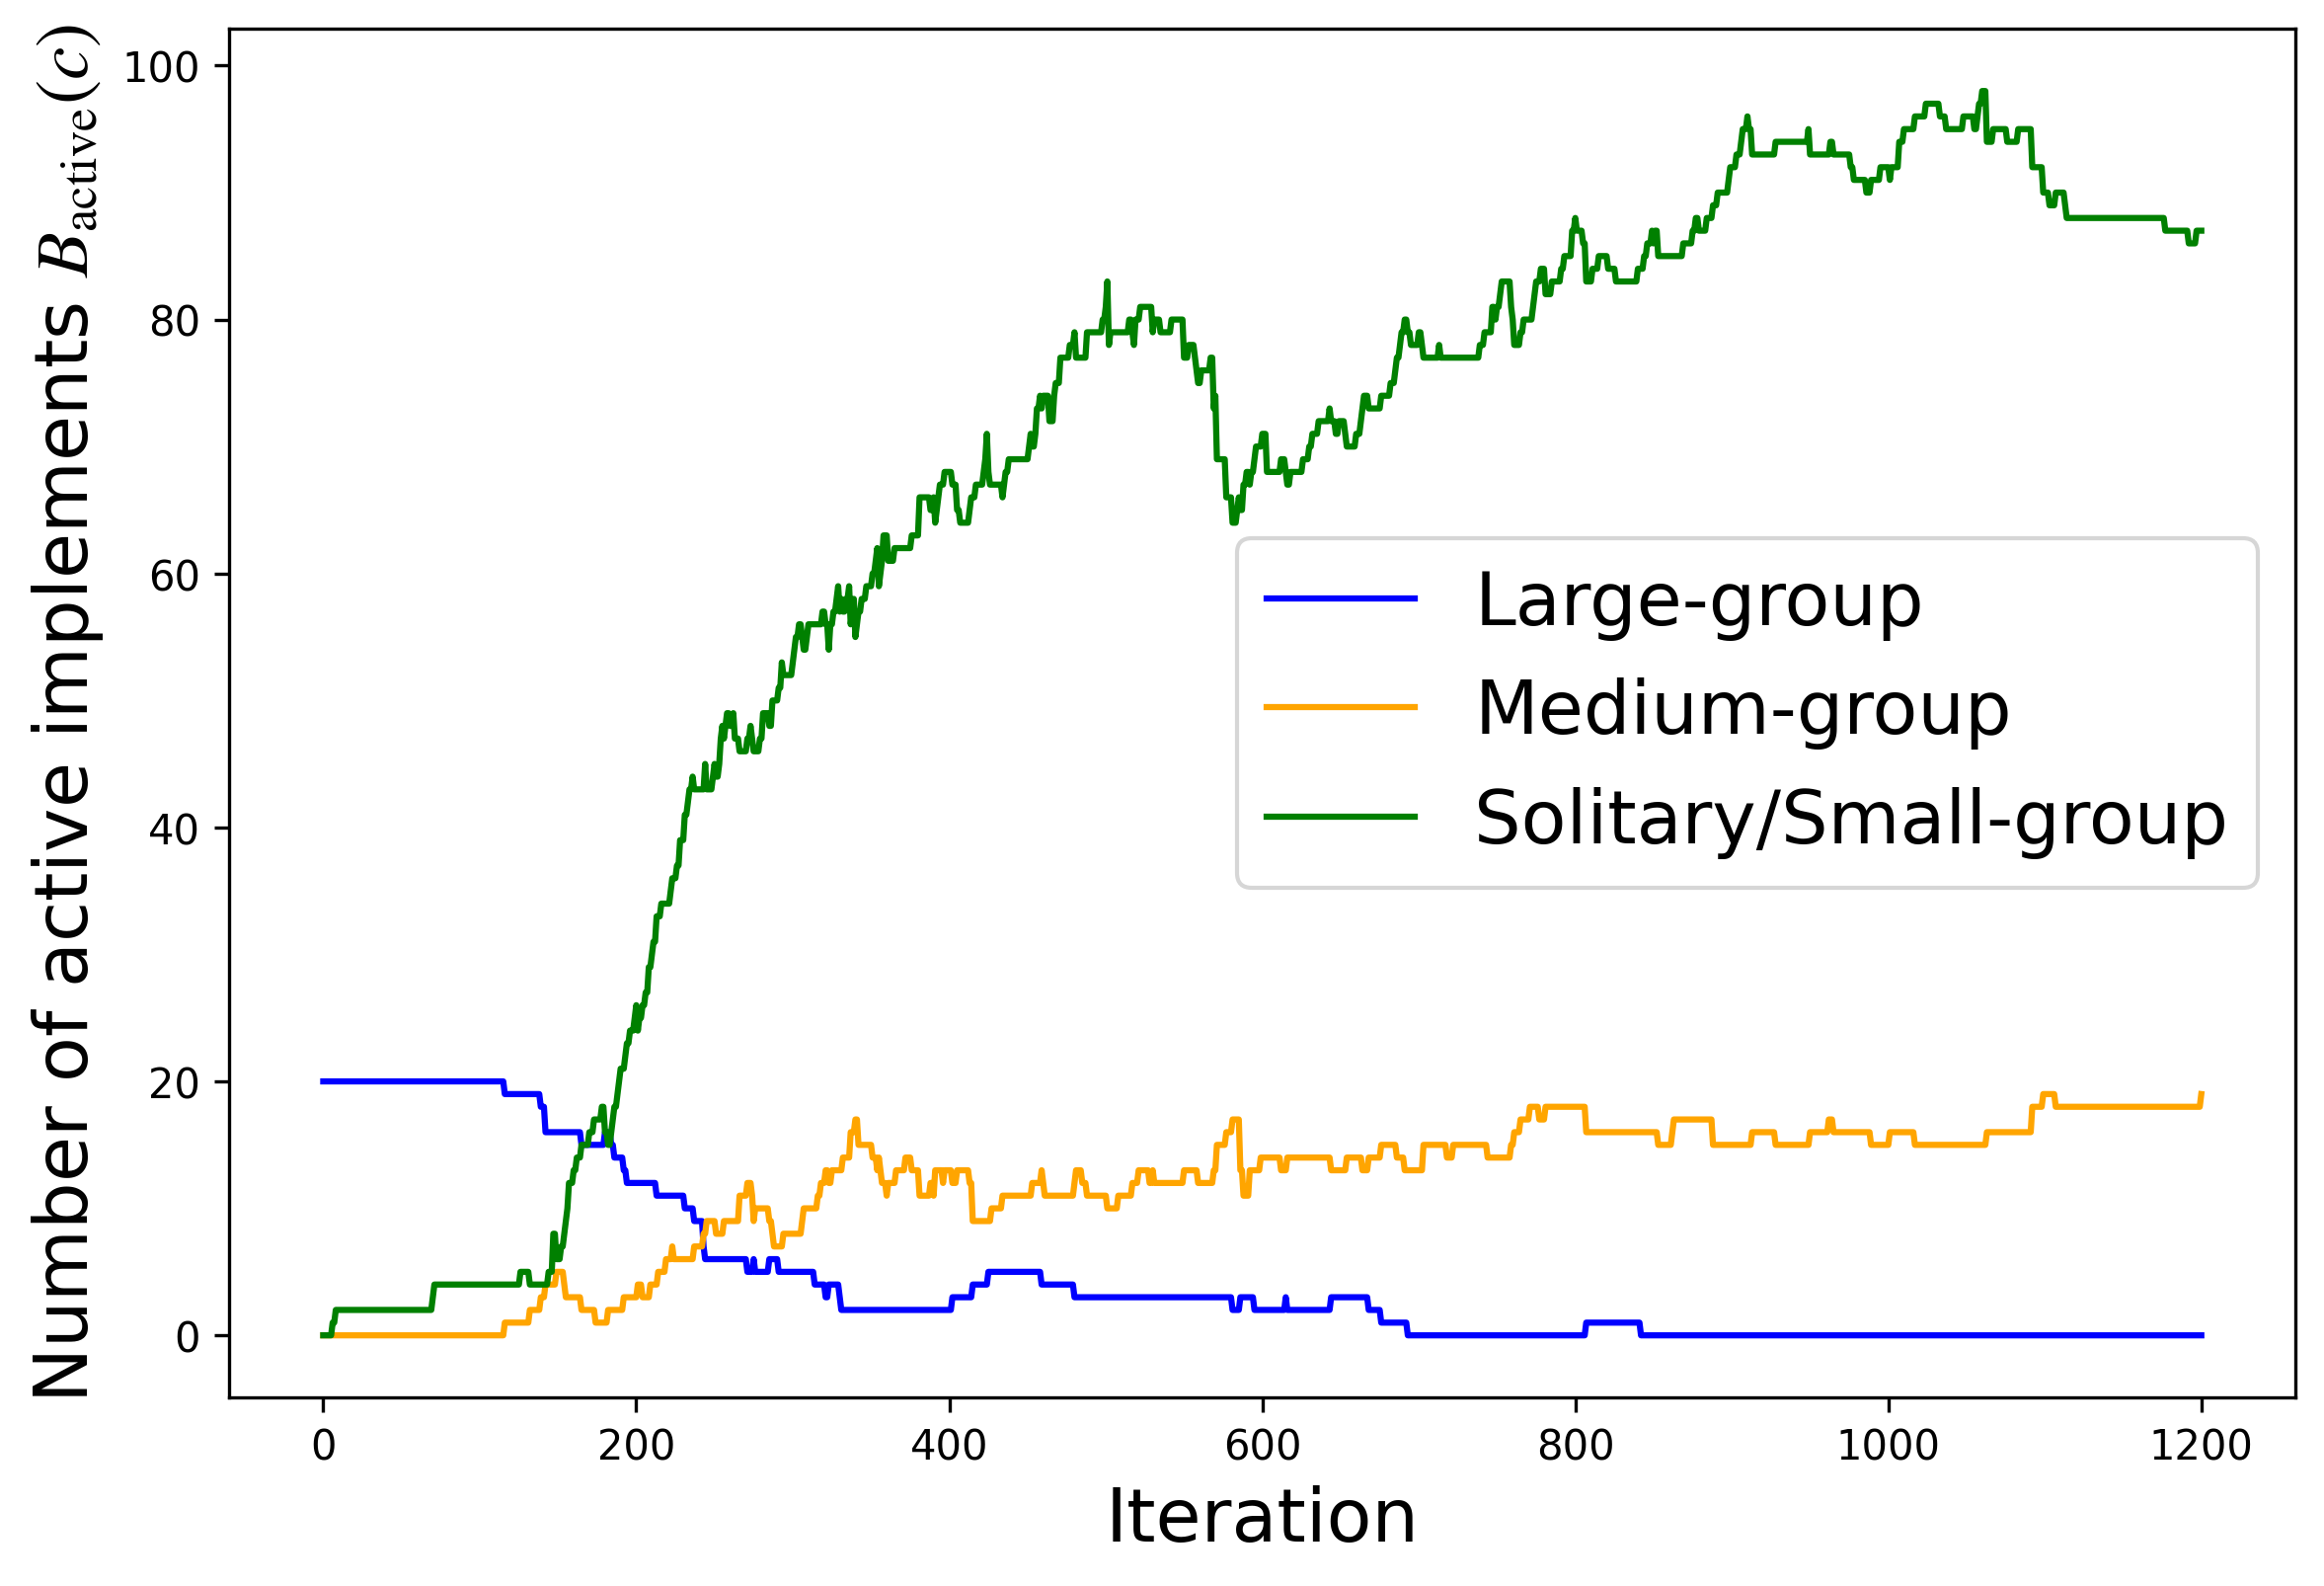 Number of active implements B_active(c)
100
80
60
40
20
0
Large-group
Medium-group
Solitary/Small-group
0 200 400 600 800 1000 1200
Iteration